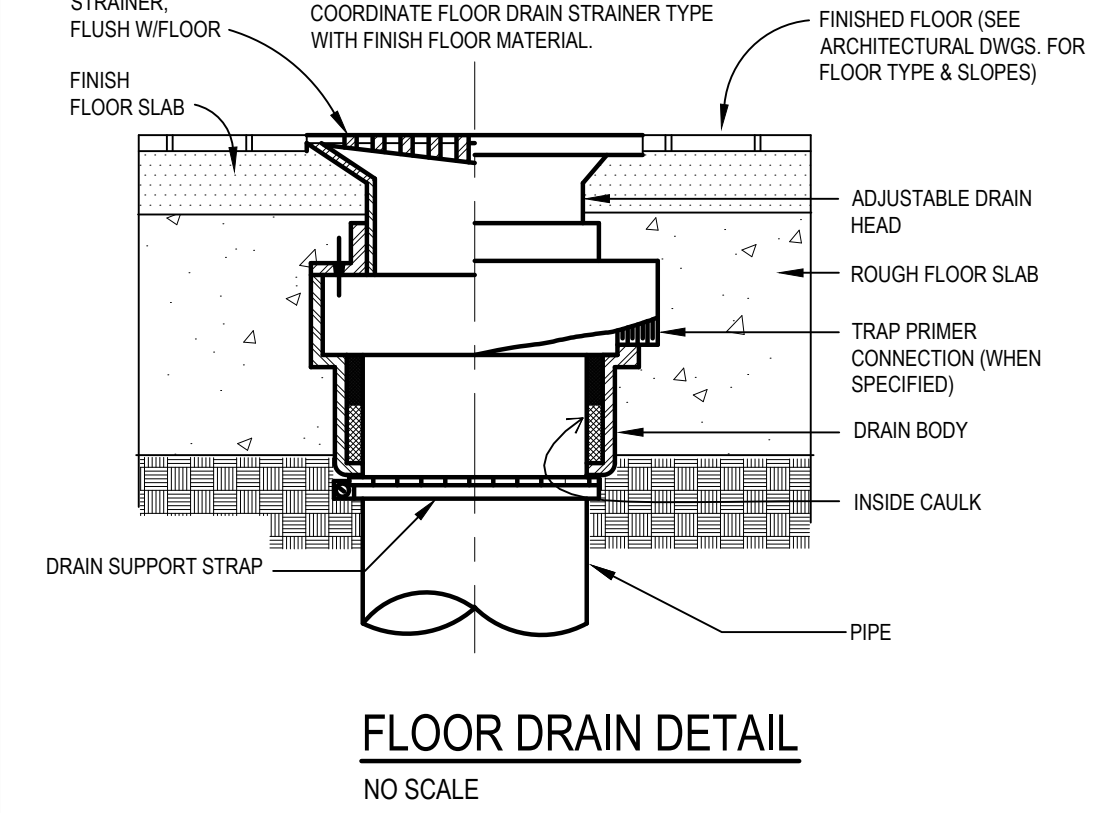 STRAINER,
FLUSH W/FLOOR
COORDINATE FLOOR DRAIN STRAINER TYPE
WITH FINISH FLOOR MATERIAL.
FINISHED FLOOR (SEE
ARCHITECTURAL DWGS. FOR
FLOOR TYPE & SLOPES)
FINISH
FLOOR SLAB
ADJUSTABLE DRAIN
HEAD
ROUGH FLOOR SLAB
TRAP PRIMER
CONNECTION (WHEN
SPECIFIED)
DRAIN BODY
INSIDE CAULK
DRAIN SUPPORT STRAP
PIPE
FLOOR DRAIN DETAIL
NO SCALE